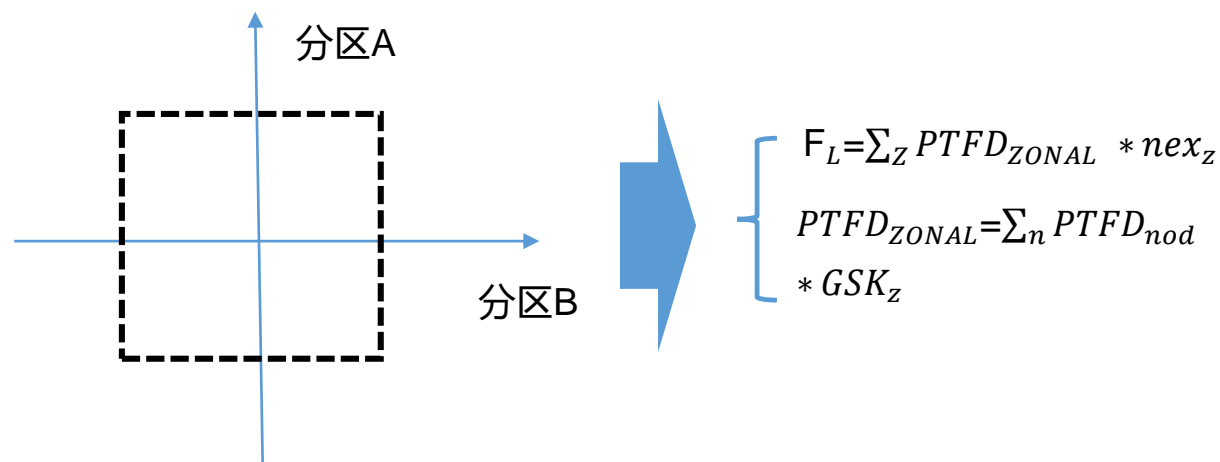 分区A
分区B
F_L=∑_Z PTFD_ZONAL * nex_z
PTFD_ZONAL=∑_n PTFD_nod
* GSK_z